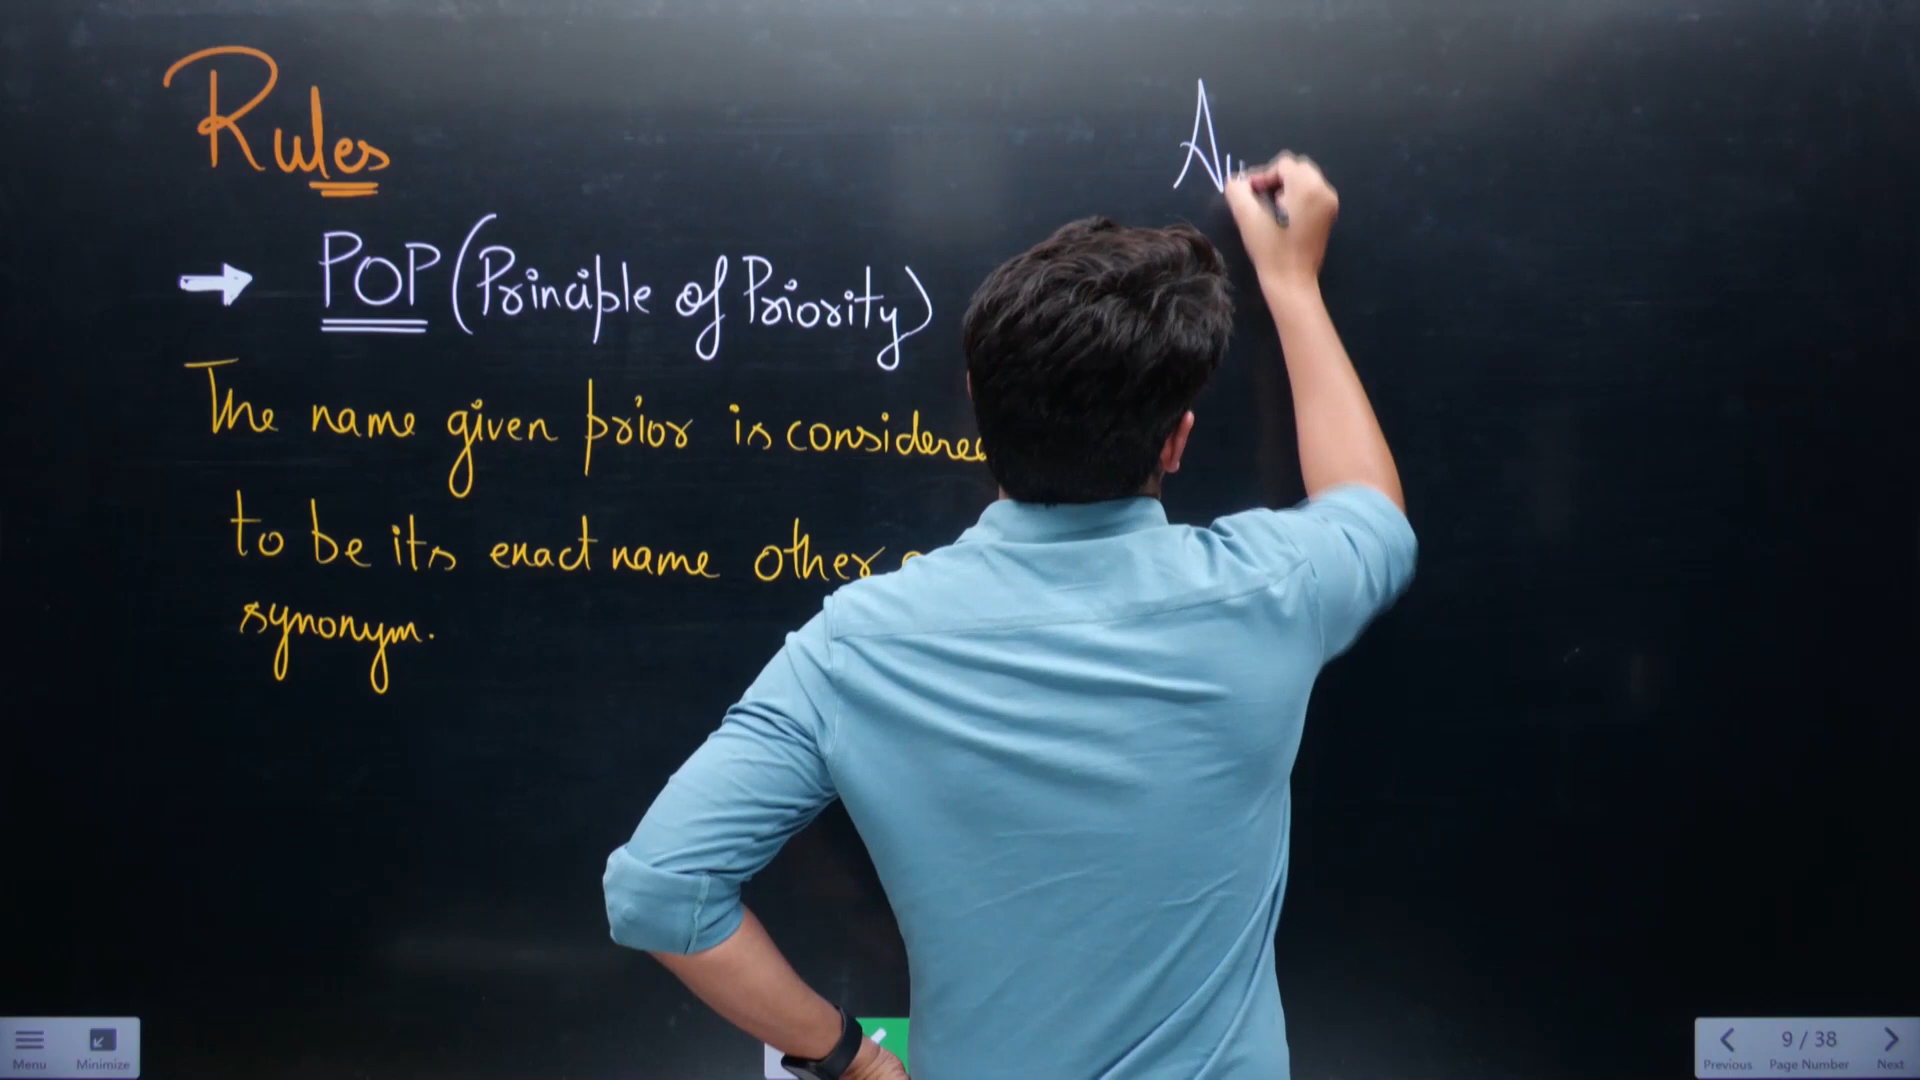 Rules
POP (Principle of Priority)
The name given prior is considered
to be its enact name other
synonym.
Menu
Minimize
9 / 38
Previous
Page Number
Next